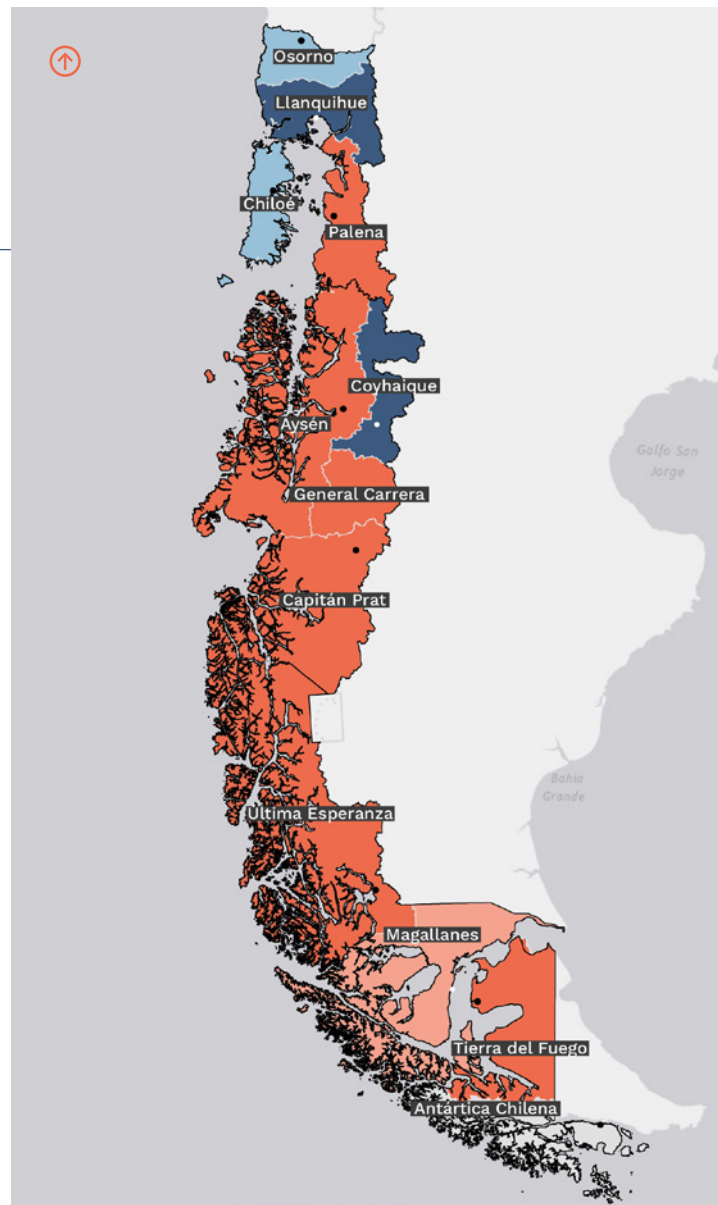 Osorno
Llanquihue
Chiloé
Palena
Coyhaique
Aysén
Golfo San
Jorge
General Carrera
Capitán Prat
Bahía
Grande
Última Esperanza
Magallanes
Tierra del Fuego
Antártica Chilena